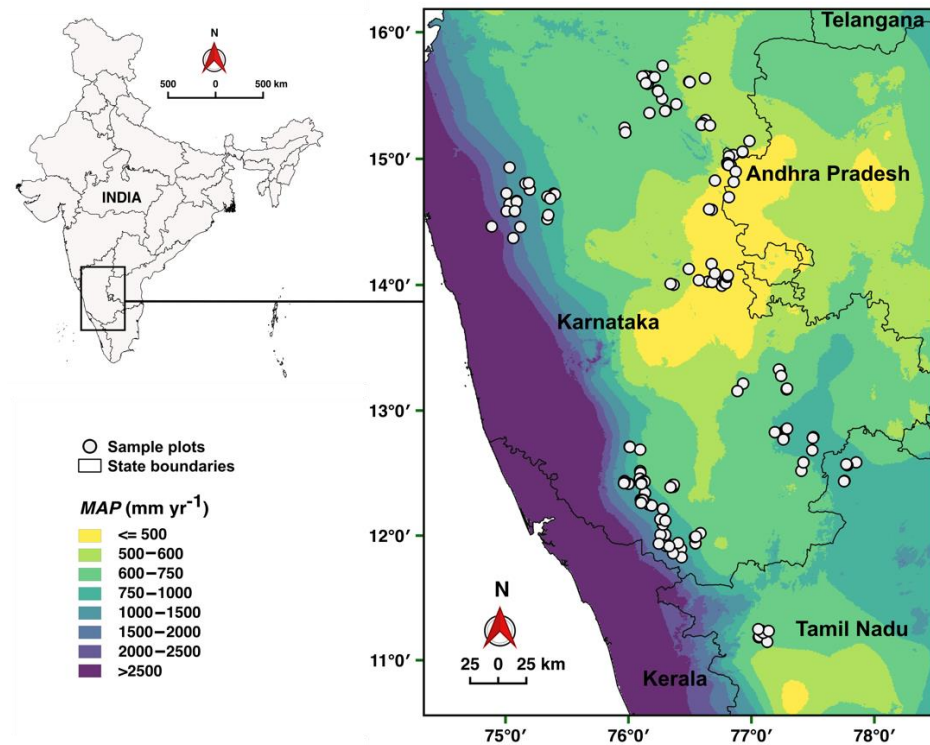 N
500 0 500 km
INDIA
Sample plots
State boundaries
MAP (mm yr-1)
<= 500
500–600
600–750
750–1000
1000–1500
1500–2000
2000–2500
>2500
16°0′
15°0′
14°0′
13°0′
12°0′
11°0′
Telangana
Andhra Pradesh
Karnataka
Tamil Nadu
Kerala
N
25 0 25 km
75°0′ 76°0′ 77°0′ 78°0′